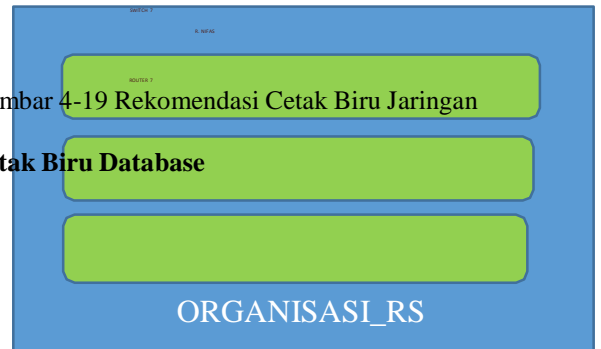 SWITCH 7
R. NIFAS
ROUTER 7
mbar 4-19 Rekomendasi Cetak Biru Jaringan
tak Biru Database
ORGANISASI_RS